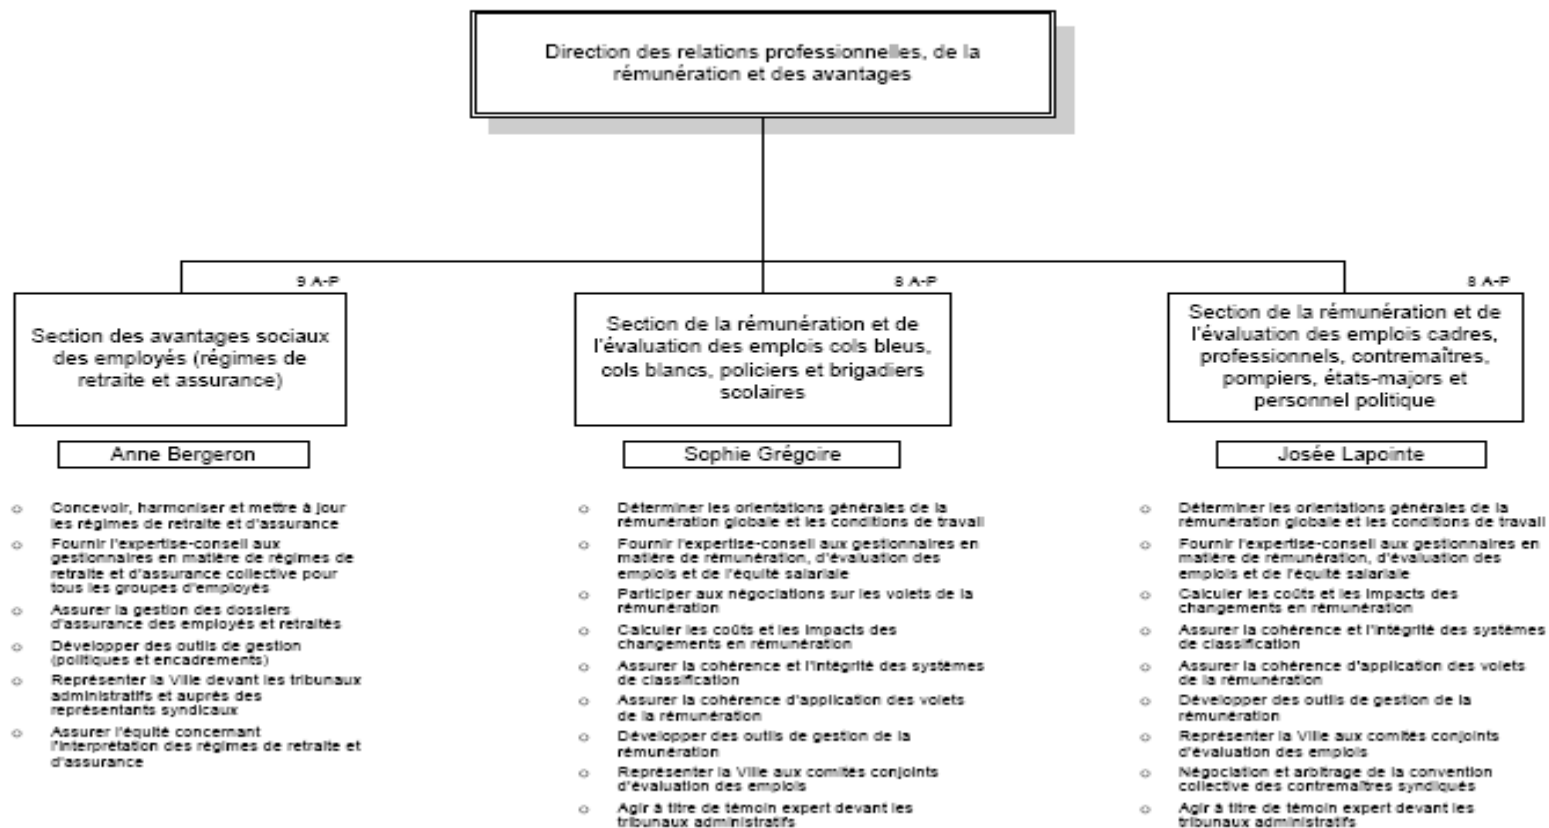 Direction des relations professionnelles, de la
rémunération et des avantages
9 A-P
Section des avantages sociaux
des employés (régimes de
retraite et assurance)
Anne Bergeron
Concevoir, harmoniser et mettre à jour
les régimes de retraite et d'assurance
Fournir l'expertise-conseil aux
gestionnaires en matière de régimes de
retraite et d'assurance collective pour
tous les groupes d'employés
Assurer la gestion des dossiers
d'assurance des employés et retraités
Développer des outils de gestion
(politiques et encadrements)
Représenter la Ville devant les tribunaux
administratifs et auprès des
représentants syndicaux
Assurer l'équité concernant
l'interprétation des régimes de retraite et
d'assurance
8 A-P
Section de la rémunération et de
l'évaluation des emplois cols bleus,
cols blancs, policiers et brigadiers
scolaires
Sophie Grégoire
Déterminer les orientations générales de la
rémunération globale et les conditions de travail
Fournir l'expertise-conseil aux gestionnaires en
matière de rémunération, d'évaluation des
emplois et de l'équité salariale
Participer aux négociations sur les volets de la
rémunération
Calculer les coûts et les impacts des
changements en rémunération
Assurer la cohérence et l'intégrité des systèmes
de classification
Assurer la cohérence d'application des volets
de la rémunération
Développer des outils de gestion de la
rémunération
Représenter la Ville aux comités conjoints
d'évaluation des emplois
Agir à titre de témoin expert devant les
tribunaux administratifs
8 A-P
Section de la rémunération et de
l'évaluation des emplois cadres,
professionnels, contremaîtres,
pompiers, états-majors et
personnel politique
Josée Lapointe
Déterminer les orientations générales de la
rémunération globale et les conditions de travail
Fournir l'expertise-conseil aux gestionnaires en
matière de rémunération, d'évaluation des
emplois et de l'équité salariale
Calculer les coûts et les impacts des
changements en rémunération
Assurer la cohérence et l'intégrité des systèmes
de classification
Assurer la cohérence d'application des volets
de la rémunération
Développer des outils de gestion de la
rémunération
Représenter la Ville aux comités conjoints
d'évaluation des emplois
Négociation et arbitrage de la convention
collective des contremaîtres syndiqués
Agir à titre de témoin expert devant les
tribunaux administratifs